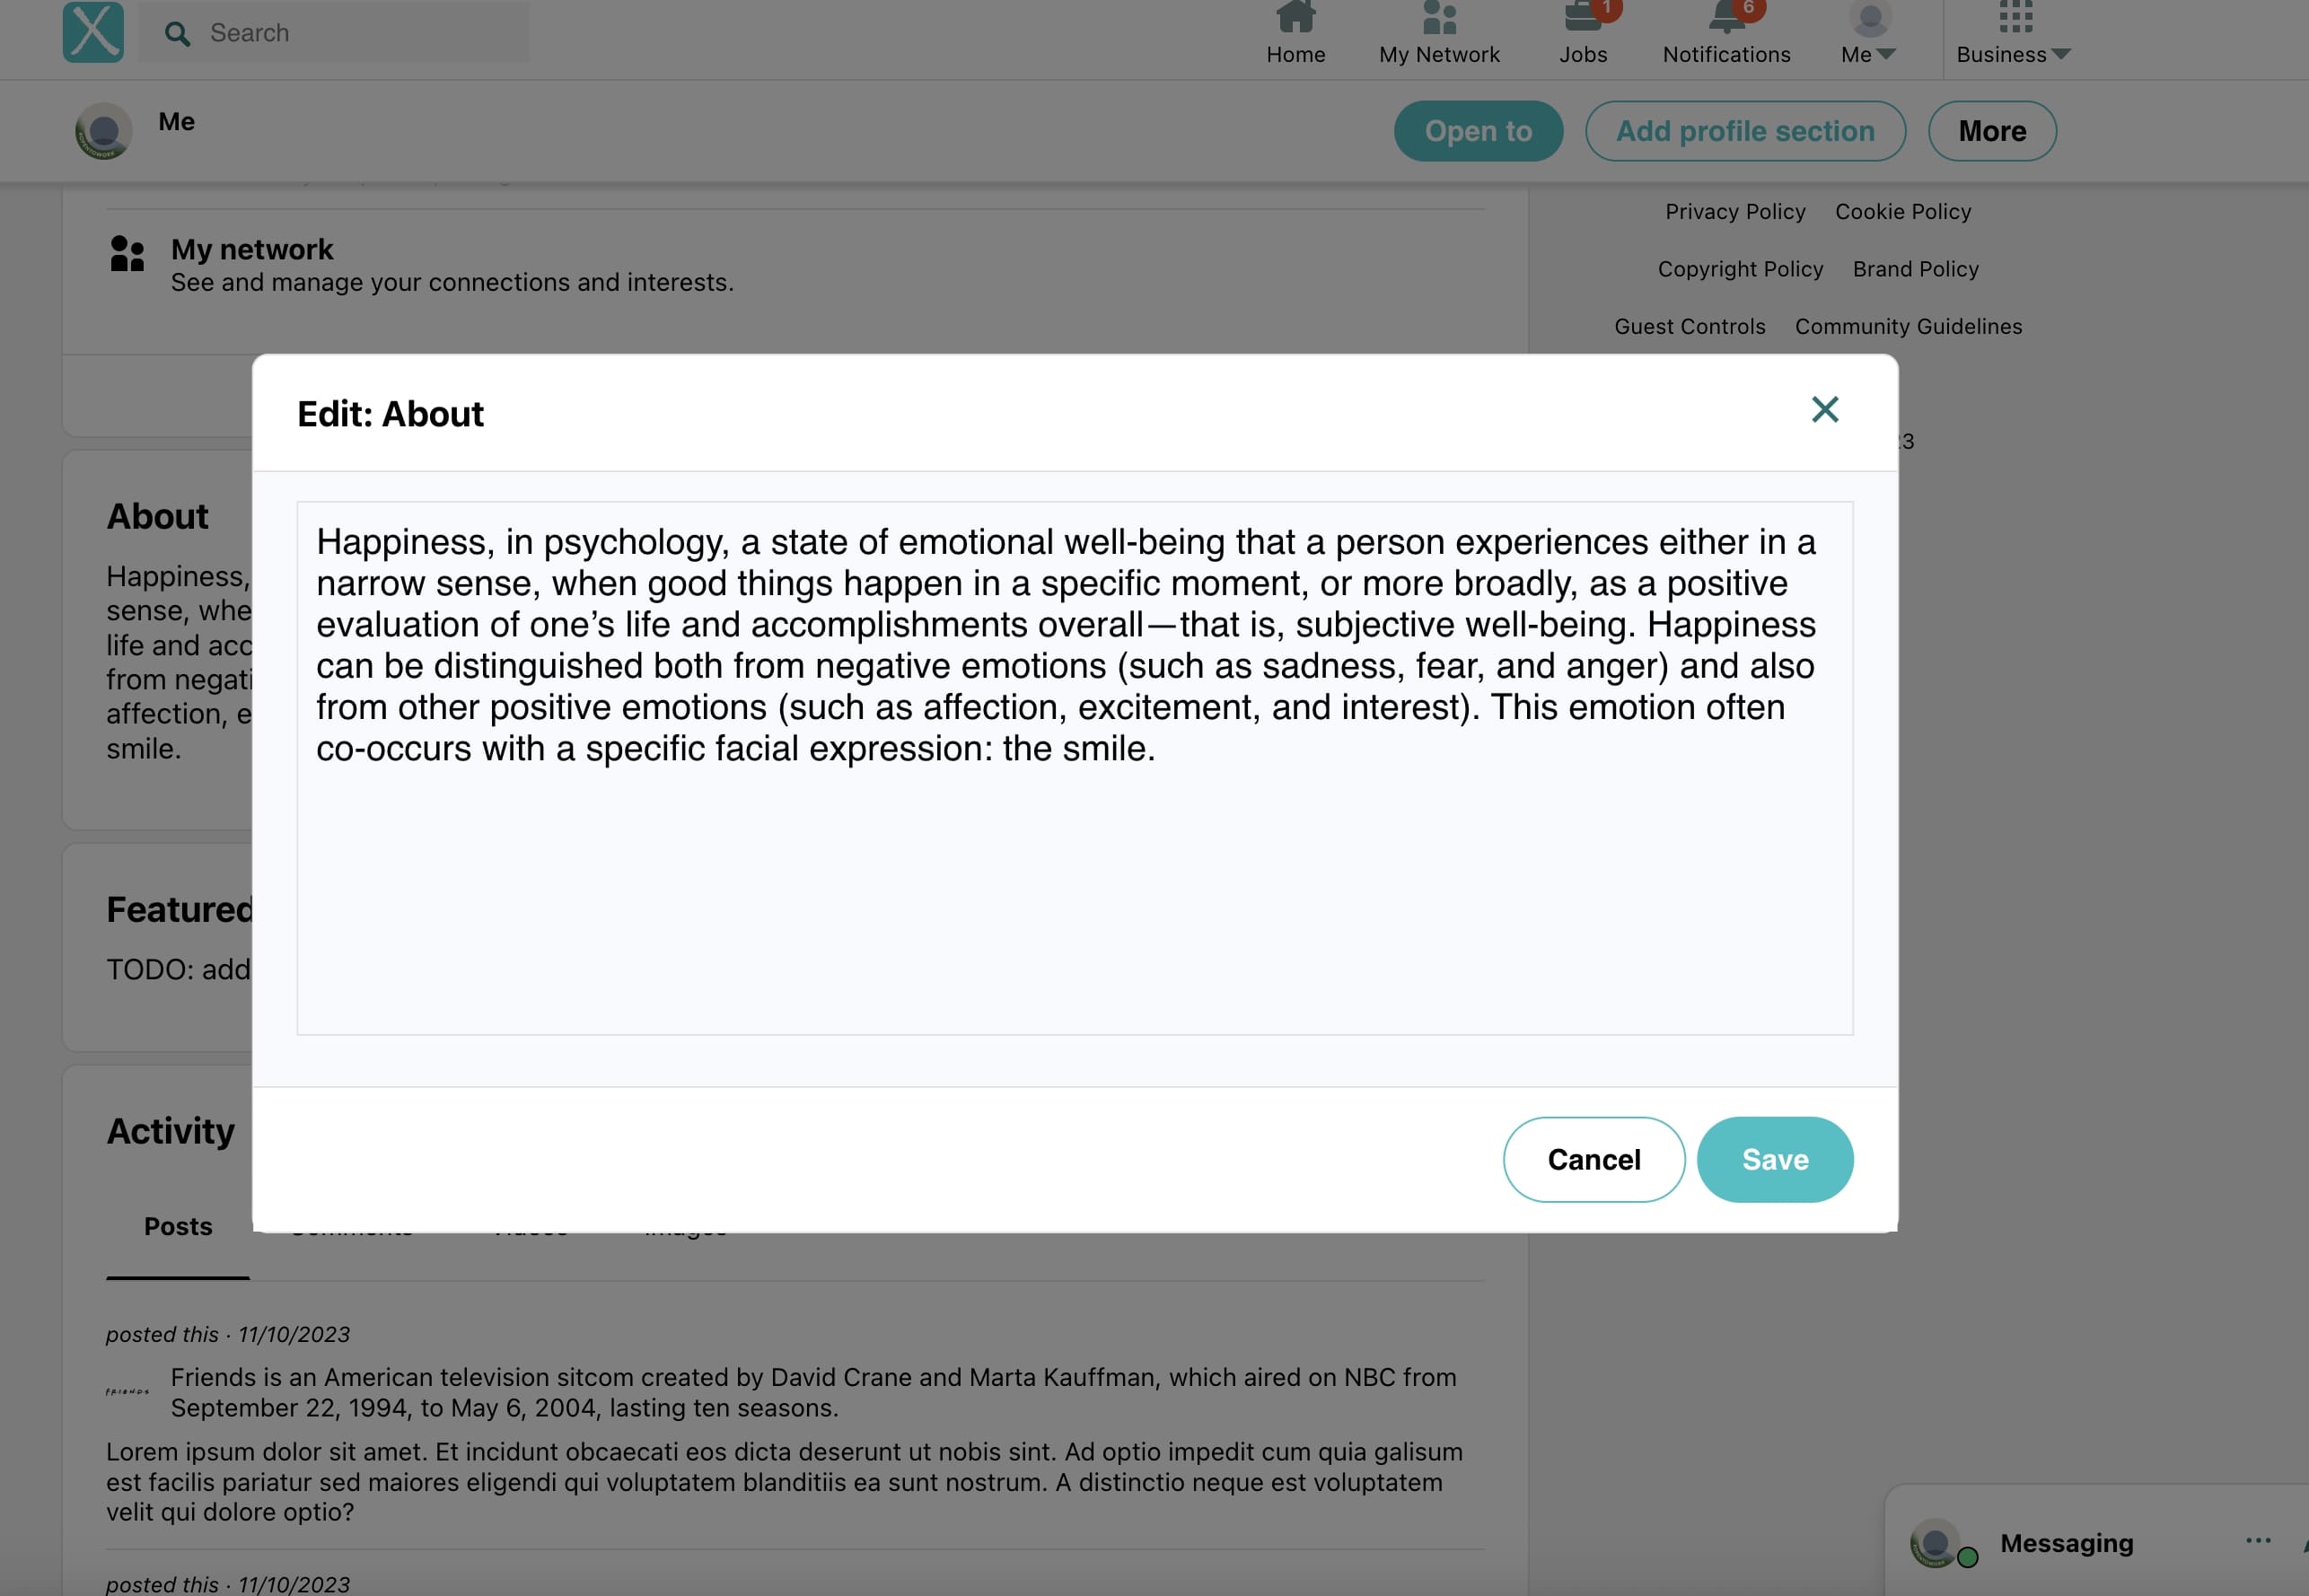 X
Search
Home
My Network
1
Jobs
6
Notifications
Me
Business
Me
Open to
Add profile section
More
My network
See and manage your connections and interests.
Privacy Policy
Cookie Policy
Copyright Policy
Brand Policy
Guest Controls
Community Guidelines
Edit: About
Happiness, in psychology, a state of emotional well-being that a person experiences either in a
narrow sense, when good things happen in a specific moment, or more broadly, as a positive
evaluation of one’s life and accomplishments overall—that is, subjective well-being. Happiness
can be distinguished both from negative emotions (such as sadness, fear, and anger) and also
from other positive emotions (such as affection, excitement, and interest). This emotion often
co-occurs with a specific facial expression: the smile.
Cancel
Save
About
Happiness,
sense, whe
life and acc
from negati
affection, e
smile.
Featured
TODO: add
Activity
Posts
Comments
Videos
Images
posted this · 11/10/2023
FRIENDS
Friends is an American television sitcom created by David Crane and Marta Kauffman, which aired on NBC from
September 22, 1994, to May 6, 2004, lasting ten seasons.
Lorem ipsum dolor sit amet. Et incidunt obcaecati eos dicta deserunt ut nobis sint. Ad optio impedit cum quia galisum
est facilis pariatur sed maiores eligendi qui voluptatem blanditiis ea sunt nostrum. A distinctio neque est voluptatem
velit qui dolore optio?
posted this · 11/10/2023
Messaging